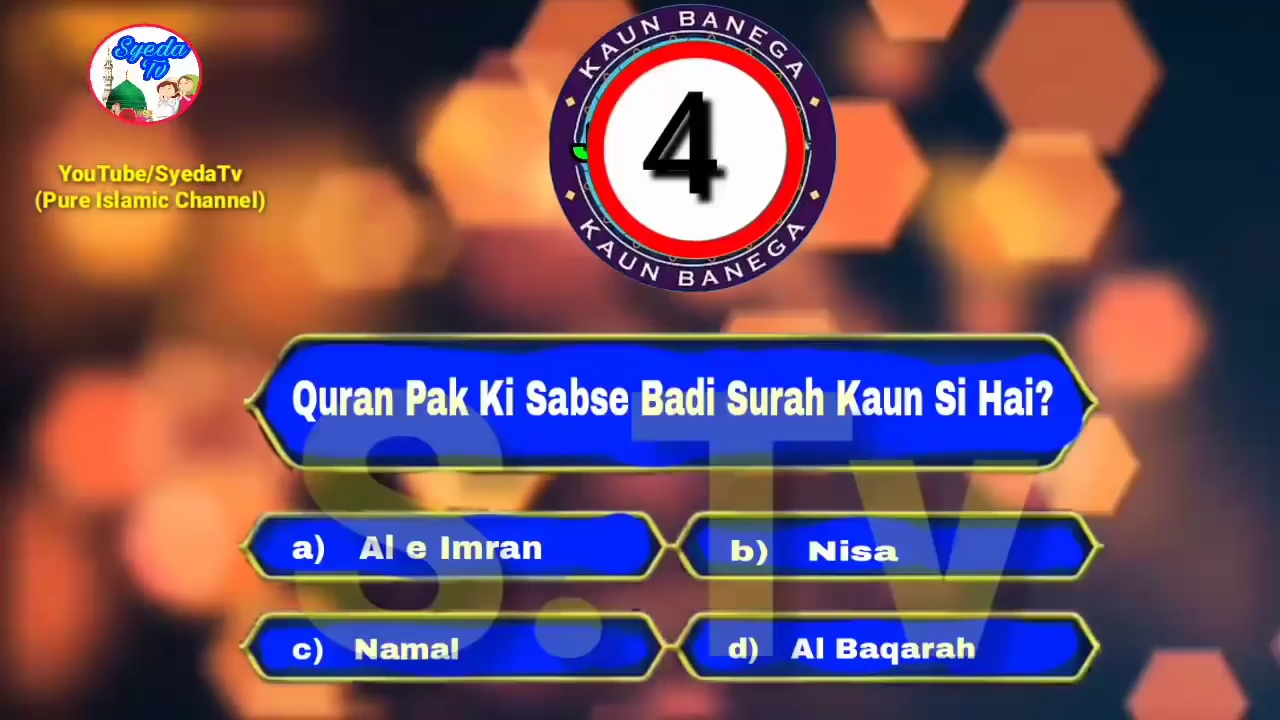 Syeda
Tv
YouTube/SyedaTv
(Pure Islamic Channel)
KAUN BANEGA
4
KAUN BANEGA
Quran Pak Ki Sabse Badi Surah Kaun Si Hai?
a) Al e Imran
b) Nisa
c) Namal
d) Al Baqarah
S.Tv